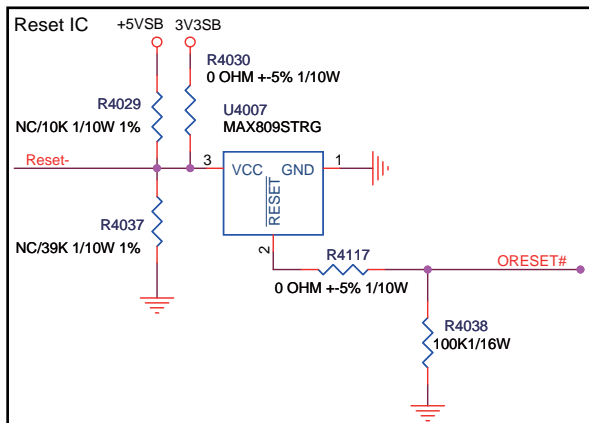 Reset IC
+5VSB
3V3SB
R4030
0 OHM +-5% 1/10W
R4029
U4007
NC/10K 1/10W 1%
MAX809STRG
Reset-
3
VCC
GND
1
RESET
R4037
NC/39K 1/10W 1%
2
R4117
0 OHM +-5% 1/10W
ORESET#
R4038
100K1/16W